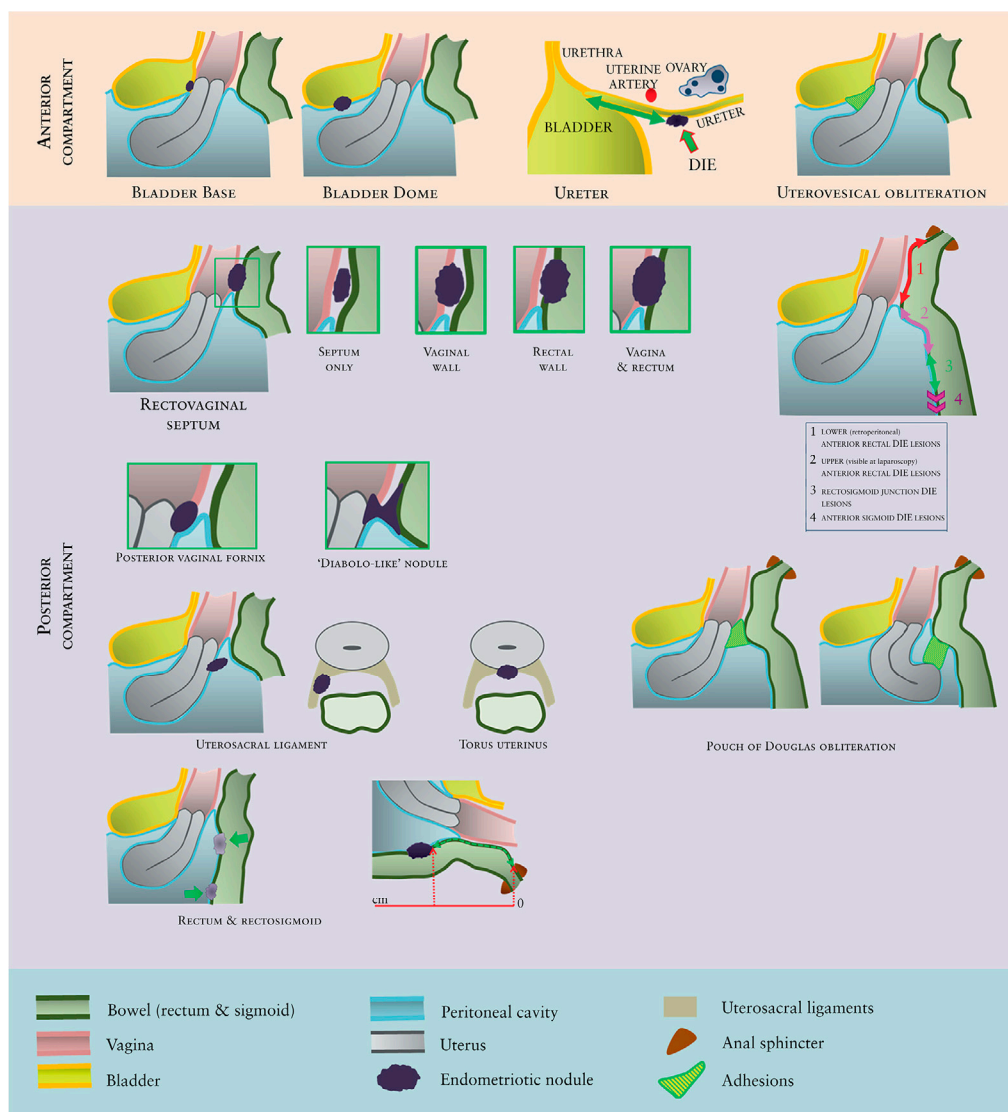 ANTERIOR
COMPARTMENT
BLADDER BASE
BLADDER DOME
URETHRA
UTERINE
ARTERY
OVARY
BLADDER
URETER
DIE
URETER
UTEROVESICAL OBLITERATION
POSTERIOR
COMPARTMENT
RECTOVAGINAL
SEPTUM
SEPTUM
ONLY
VAGINAL
WALL
RECTAL
WALL
VAGINA
& RECTUM
1
2
3
4
1 LOWER (retroperitoneal)
ANTERIOR RECTAL DIE LESIONS
2 UPPER (visible at laparoscopy)
ANTERIOR RECTAL DIE LESIONS
3 RECTOSIGMOID JUNCTION DIE
LESIONS
4 ANTERIOR SIGMOID DIE LESIONS
POSTERIOR VAGINAL FORNIX
'DIABOLO-LIKE' NODULE
UTEROSACRAL LIGAMENT
TORUS UTERINUS
POUCH OF DOUGLAS OBLITERATION
RECTUM & RECTOSIGMOID
cm
0
Bowel (rectum & sigmoid)
Vagina
Bladder
Peritoneal cavity
Uterus
Endometriotic nodule
Uterosacral ligaments
Anal sphincter
Adhesions